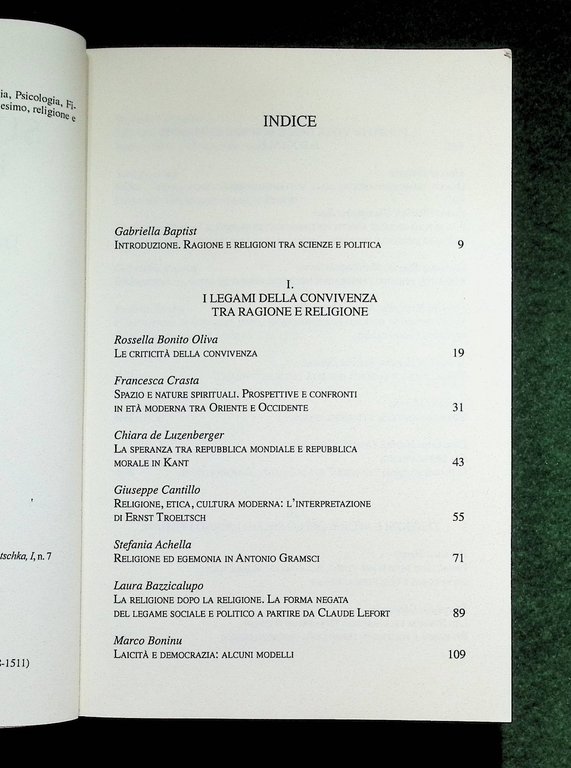 ia, Psicologia, Fi-
esimo, religione e
tschka, I, n. 7
-1511)
INDICE
Gabriella Baptist
INTRODUZIONE. RAGIONE E RELIGIONI TRA SCIENZE E POLITICA 9
I.
I LEGAMI DELLA CONVIVENZA
TRA RAGIONE E RELIGIONE
Rossella Bonito Oliva
LE CRITICITÀ DELLA CONVIVENZA 19
Francesca Crasta
SPAZIO E NATURE SPIRITUALI. PROSPETTIVE E CONFRONTI
IN ETÀ MODERNA TRA ORIENTE E OCCIDENTE 31
Chiara de Luzenberger
LA SPERANZA TRA REPUBBLICA MONDIALE E REPUBBLICA
MORALE IN KANT 43
Giuseppe Cantillo
RELIGIONE, ETICA, CULTURA MODERNA: L'INTERPRETAZIONE
DI ERNST TROELTSCH 55
Stefania Achella
RELIGIONE ED EGEMONIA IN ANTONIO GRAMSCI 71
Laura Bazzicalupo
LA RELIGIONE DOPO LA RELIGIONE. LA FORMA NEGATA
DEL LEGAME SOCIALE E POLITICO A PARTIRE DA CLAUDE LEFORT 89
Marco Boninu
LAICITÀ E DEMOCRAZIA: ALCUNI MODELLI 109